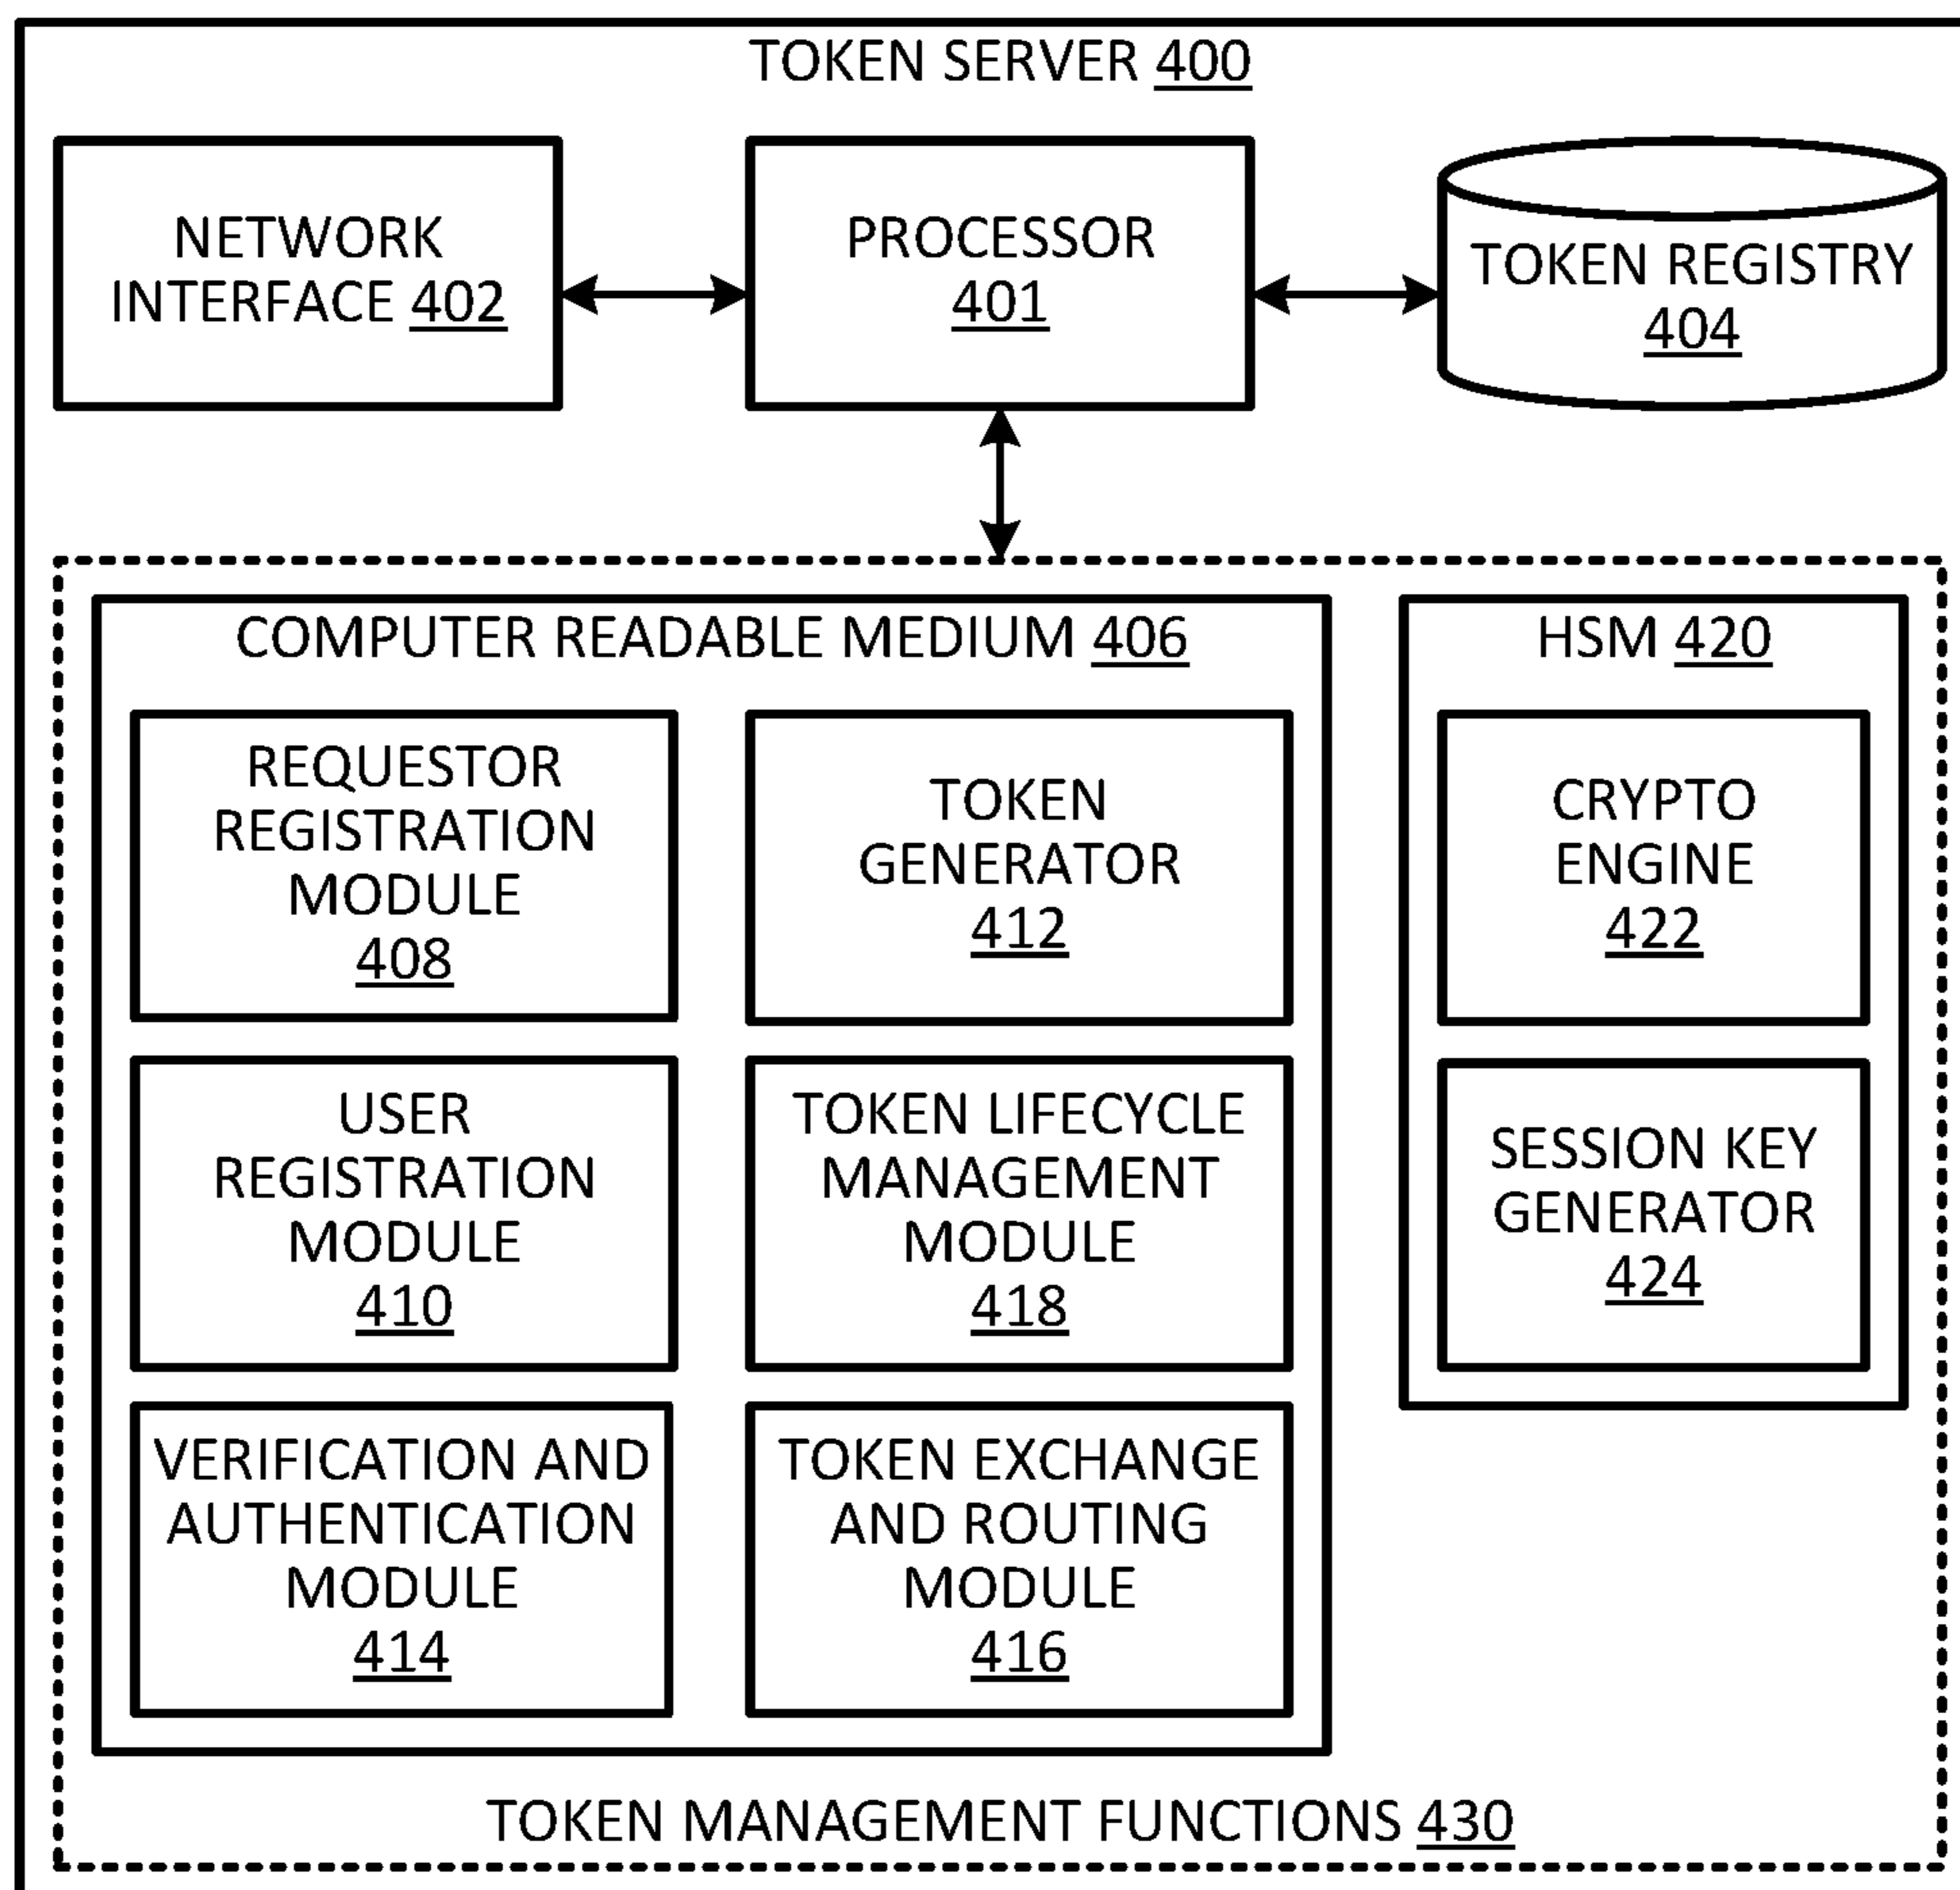 TOKEN SERVER 400
NETWORK
INTERFACE 402
PROCESSOR
401
TOKEN REGISTRY
404
COMPUTER READABLE MEDIUM 406
REQUESTOR
REGISTRATION
MODULE
408
TOKEN
GENERATOR
412
USER
REGISTRATION
MODULE
410
TOKEN LIFECYCLE
MANAGEMENT
MODULE
418
VERIFICATION AND
AUTHENTICATION
MODULE
414
TOKEN EXCHANGE
AND ROUTING
MODULE
416
HSM 420
CRYPTO
ENGINE
422
SESSION KEY
GENERATOR
424
TOKEN MANAGEMENT FUNCTIONS 430